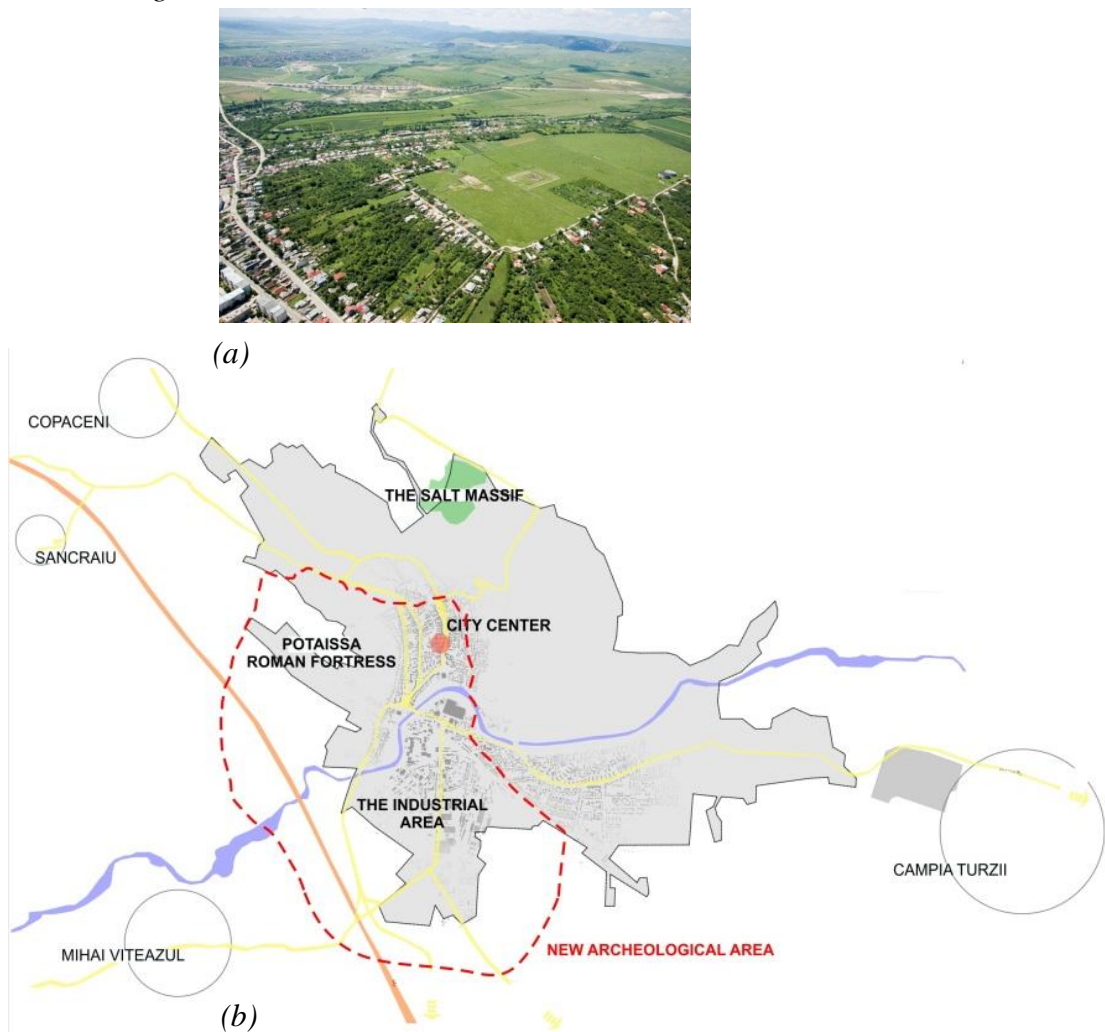 (a)
COPACENI
THE SALT MASSIF
SANCRAIU
CITY CENTER
POTAISSA
ROMAN FORTRESS
THE INDUSTRIAL
AREA
CAMPIA TURZII
MIHAI VITEAZUL
NEW ARCHEOLOGICAL AREA
(b)